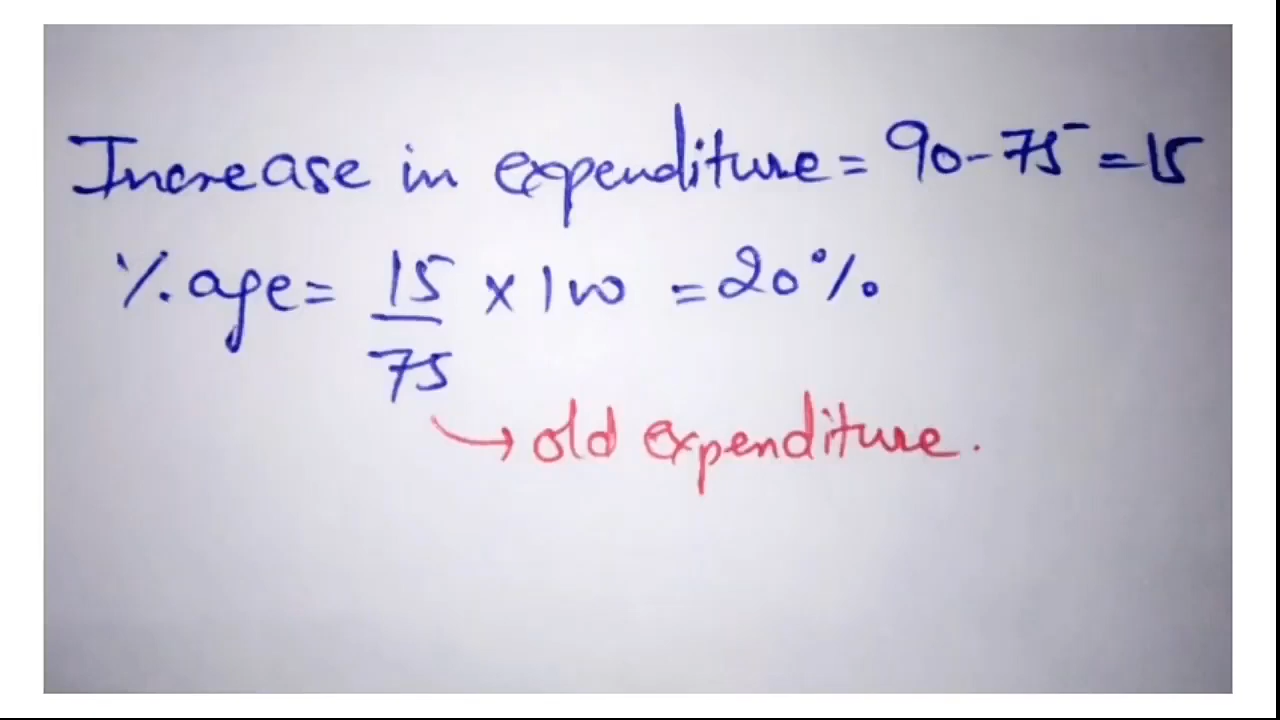 Increase in expenditure = 90 - 75 = 15
%age = 15/75 × 100 = 20%
→ old expenditure.